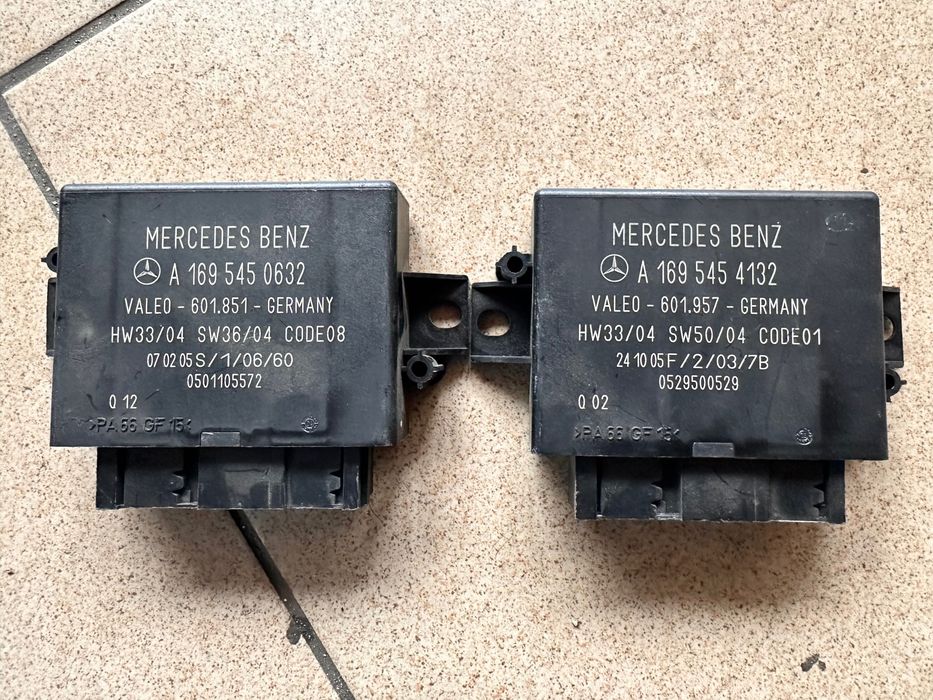 MERCEDES BENZ
A 169 545 0632
VALEO - 601.851 - GERMANY
HW33/04 SW36/04 CODE08
07 02 05 S/1/06/60
0501105572
Q 12
>PA 66 GF 15<
MERCEDES BENZ
A 169 545 4132
VALEO - 601.957 - GERMANY
HW33/04 SW50/04 CODE01
24 10 05 F/2/03/7B
0529500529
Q 02
>PA 66 GF 15<